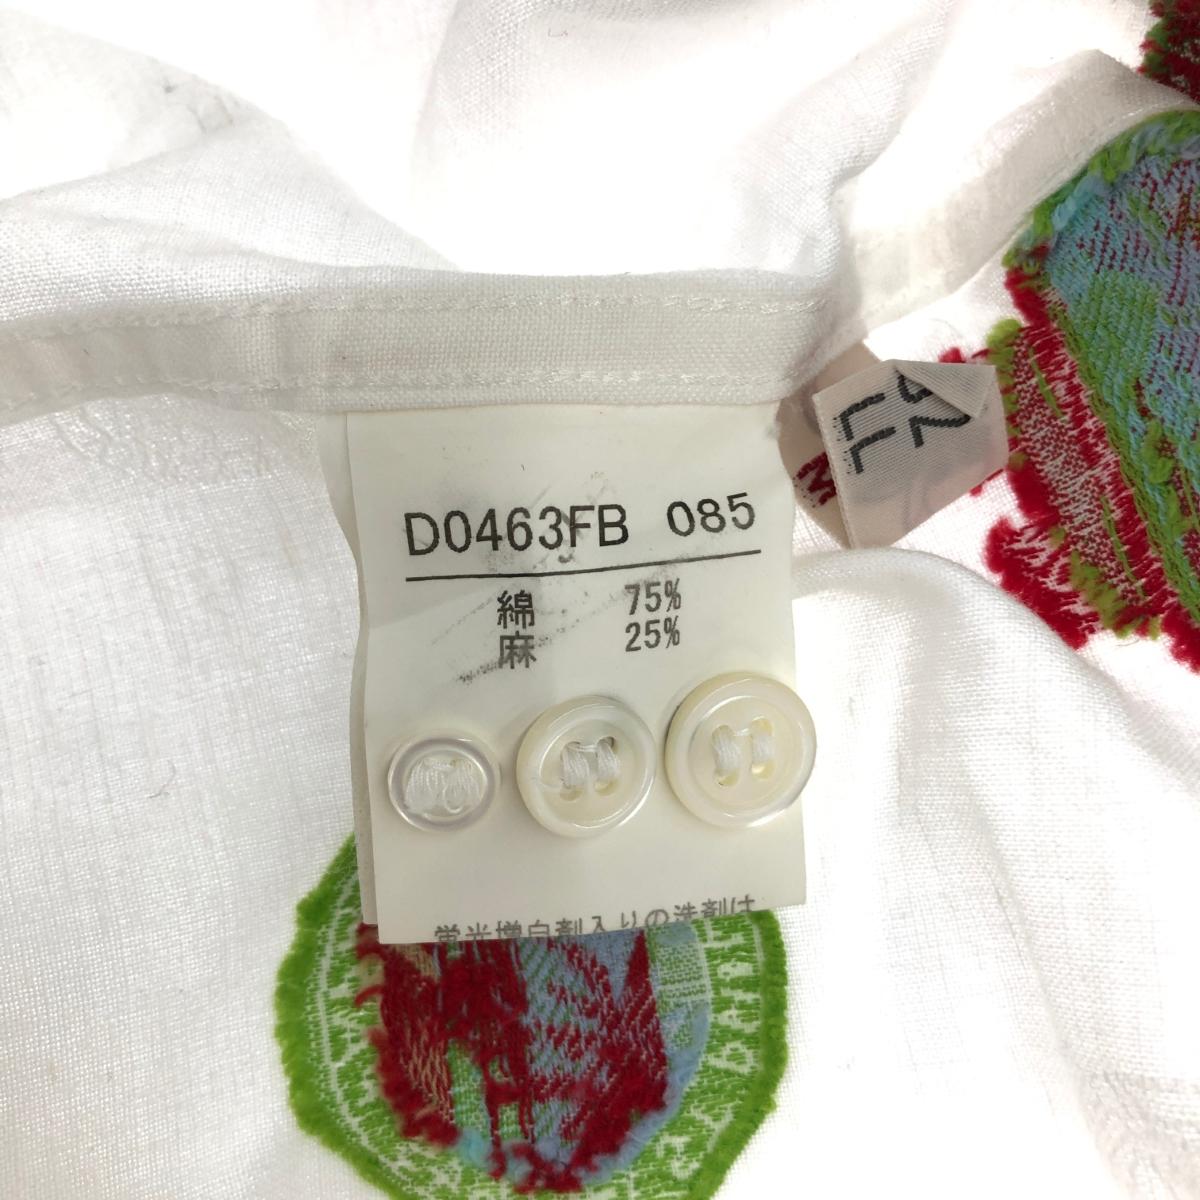 D0463FB 085
綿 75%
麻 25%
蛍光増白剤入りの洗剤は
LL